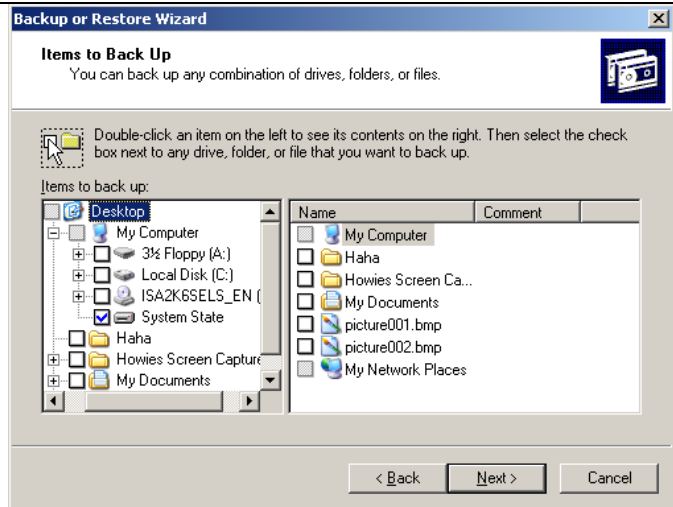 Backup or Restore Wizard
Items to Back Up
You can back up any combination of drives, folders, or files.
Double-click an item on the left to see its contents on the right. Then select the check
box next to any drive, folder, or file that you want to back up.
Items to back up:
Desktop
My Computer
3½ Floppy (A:)
Local Disk (C:)
ISA2K6SELS_EN (
System State
Haha
Howies Screen Capture
My Documents
Name Comment
My Computer
Haha
Howies Screen Ca...
My Documents
picture001.bmp
picture002.bmp
My Network Places
< Back Next > Cancel